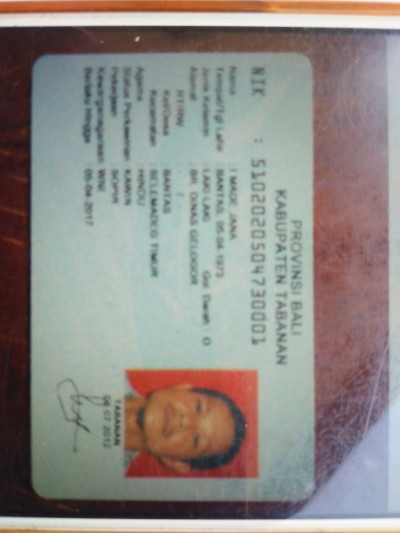 PROVINSI BALI
KABUPATEN TABANAN
NIK : 5102020504730001
Nama : I MADE JANA
Tempat/Tgl Lahir : BANTAS, 05-04-1973
Jenis Kelamin : LAKI-LAKI Gol. Darah : O
Alamat : BR. DINAS GELOGOR
RT/RW : /
Kel/Desa : BANTAS
Kecamatan : SELEMADEG TIMUR
Agama : HINDU
Status Perkawinan : KAWIN
Pekerjaan : SOPIR
Kewarganegaraan : WNI
Berlaku Hingga : 05-04-2017
TABANAN
06-07-2012